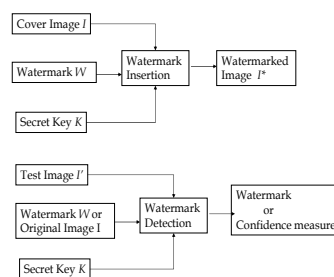 Cover Image I
Watermark W
Secret Key K
Watermark
Insertion
Watermarked
Image I*
Test Image I'
Watermark W or
Original Image I
Secret Key K
Watermark
Detection
Watermark
or
Confidence measure